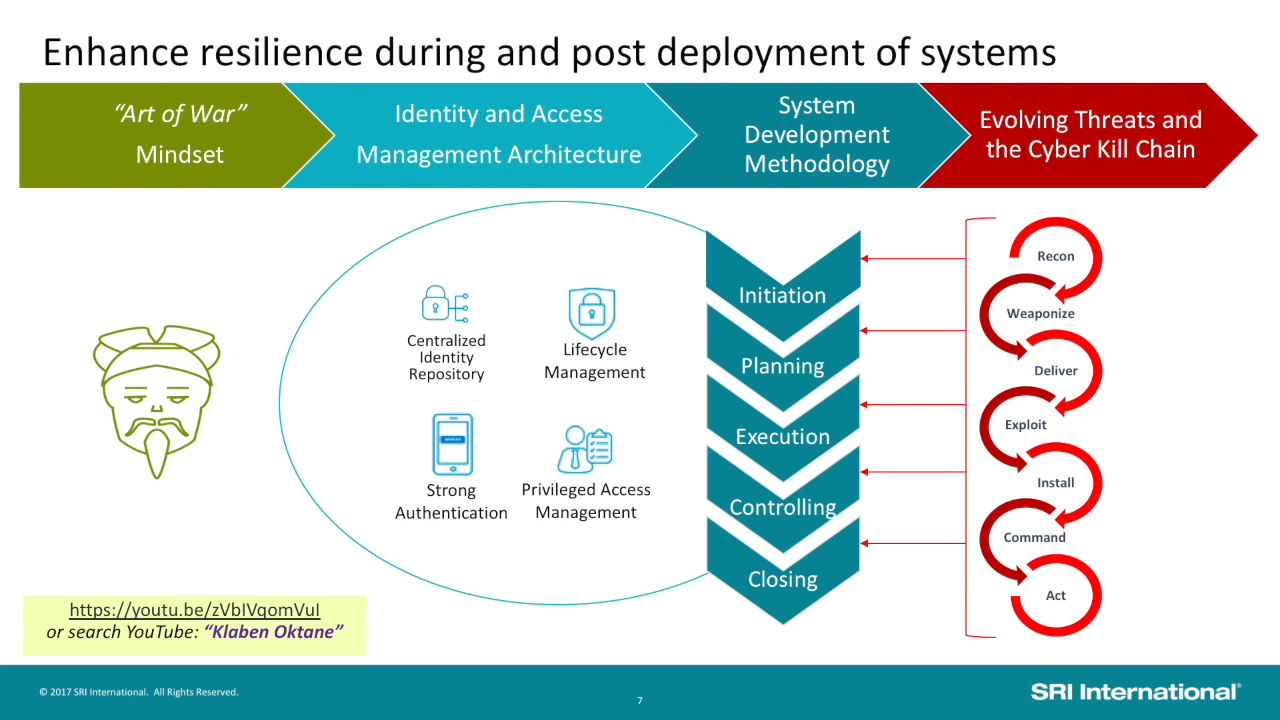 Enhance resilience during and post deployment of systems
“Art of War”
Mindset
Identity and Access
Management Architecture
System
Development
Methodology
Evolving Threats and
the Cyber Kill Chain
Centralized
Identity
Repository
Lifecycle
Management
Strong
Authentication
Privileged Access
Management
Initiation
Planning
Execution
Controlling
Closing
Recon
Weaponize
Deliver
Exploit
Install
Command
Act
https://youtu.be/zVblVqomVuI
or search YouTube: “Klaben Oktane”
© 2017 SRI International. All Rights Reserved.
7
SRI International®